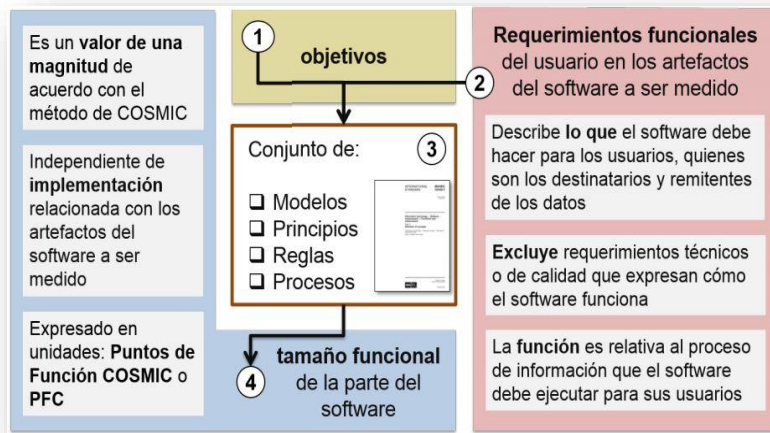 Es un valor de una
magnitud de
acuerdo con el
método de COSMIC
Independiente de
implementación
relacionada con los
artefactos del
software a ser
medido
Expresado en
unidades: Puntos de
Función COSMIC o
PFC
1
objetivos
2
Conjunto de:
3
Modelos
Principios
Reglas
Procesos
4
tamaño funcional
de la parte del
software
Requerimientos funcionales
del usuario en los artefactos
del software a ser medido
Describe lo que el software debe
hacer para los usuarios, quienes
son los destinatarios y remitentes
de los datos
Excluye requerimientos técnicos
o de calidad que expresan cómo
el software funciona
La función es relativa al proceso
de información que el software
debe ejecutar para sus usuarios